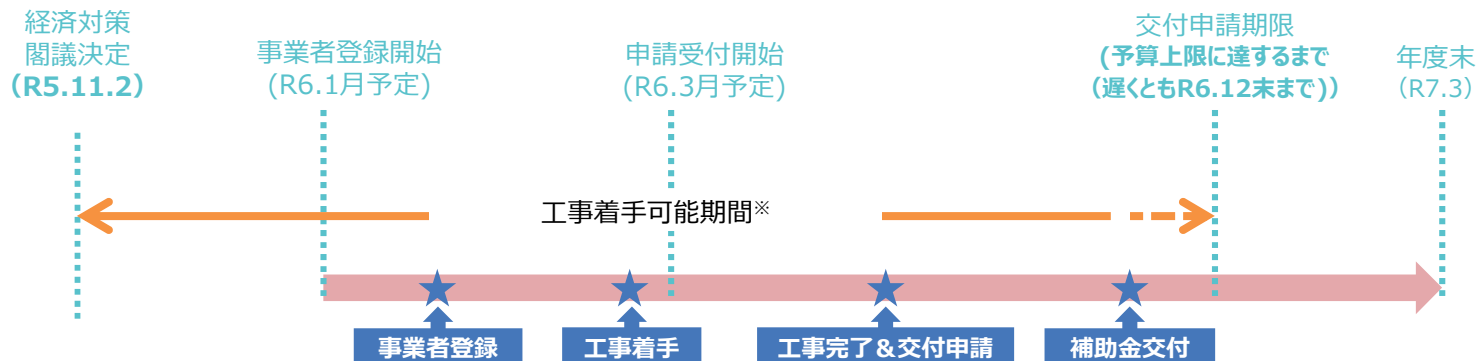 経済対策
閣議決定
（R5.11.2）
事業者登録開始
(R6.1月予定)
申請受付開始
(R6.3月予定)
交付申請期限
(予算上限に達するまで
（遅くともR6.12末まで))
年度末
（R7.3）
工事着手可能期間※
事業者登録
工事着手
工事完了＆交付申請
補助金交付